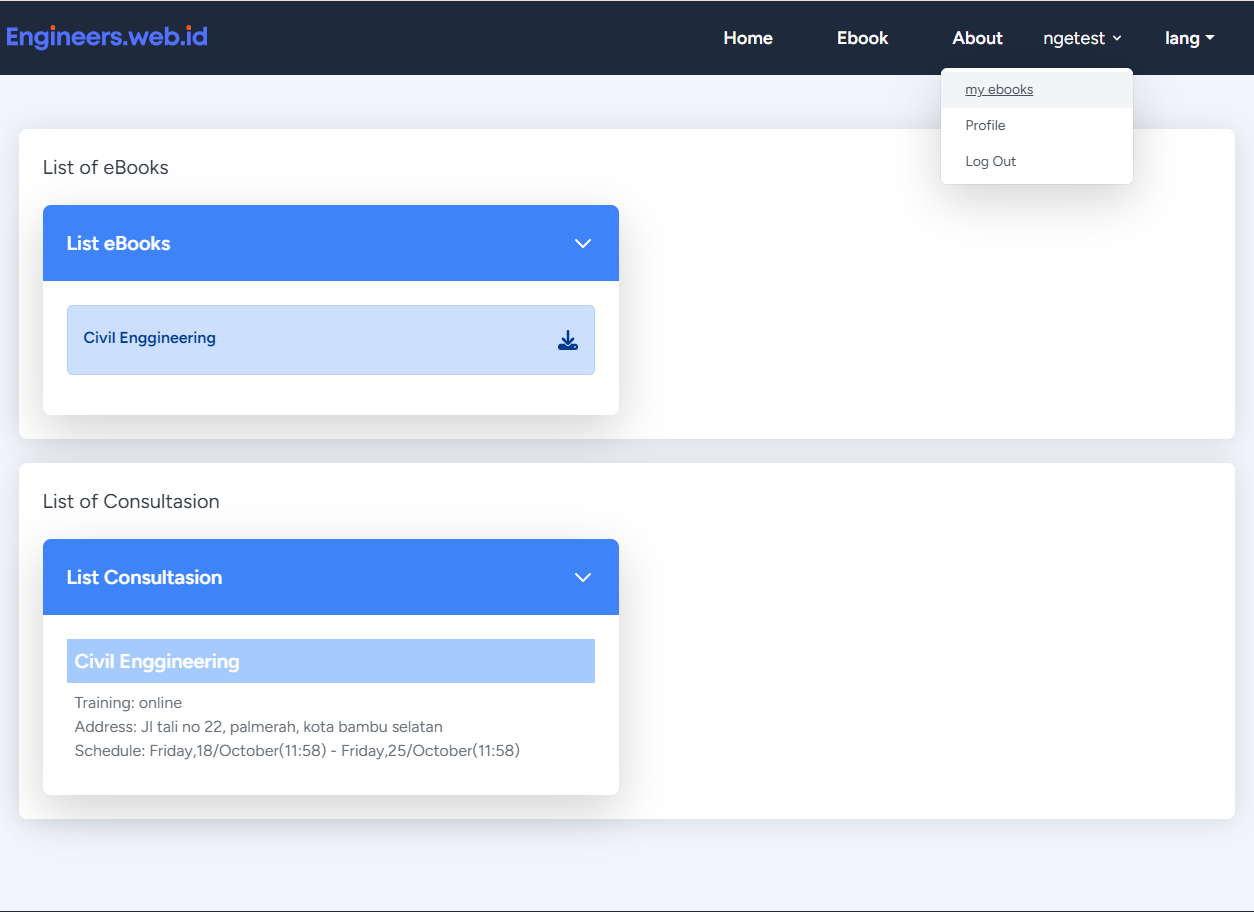 Engineers.web.id
Home Ebook About ngetest lang
my ebooks
Profile
Log Out
List of eBooks
List eBooks
Civil Enggineering
List of Consultasion
List Consultasion
Civil Enggineering
Training: online
Address: Jl tali no 22, palmerah, kota bambu selatan
Schedule: Friday,18/October(11:58) - Friday,25/October(11:58)